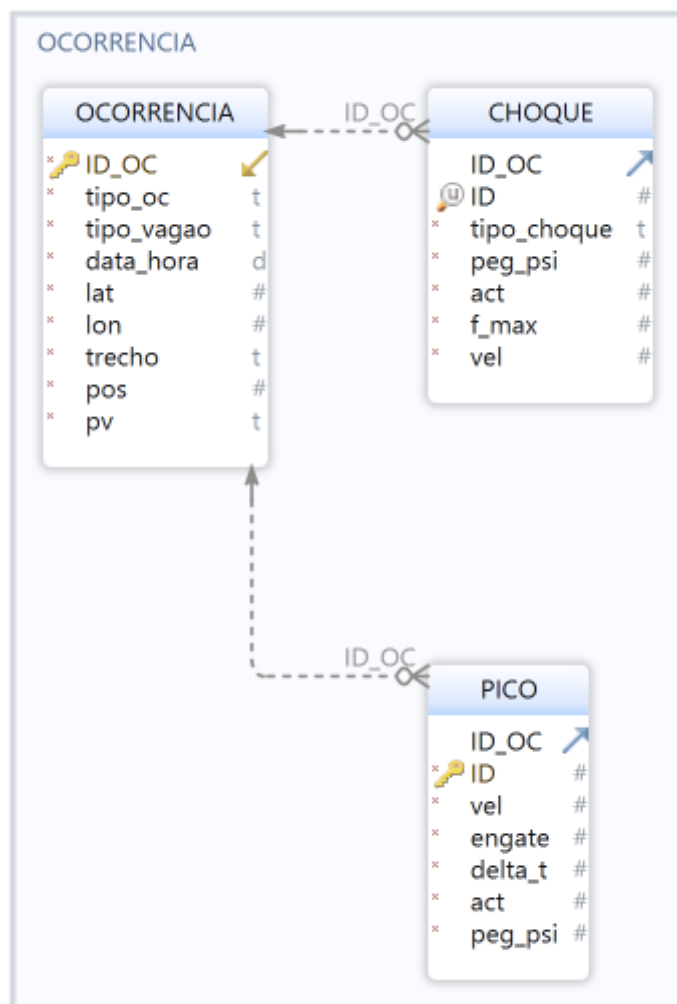 OCORRENCIA
OCORRENCIA
ID_OC
tipo_oc t
tipo_vagao t
data_hora d
lat #
lon #
trecho t
pos #
pv t
ID_OC
CHOQUE
ID_OC
u ID #
tipo_choque t
peg_psi #
act #
f_max #
vel #
ID_OC
PICO
ID_OC
ID #
vel #
engate #
delta_t #
act #
peg_psi #